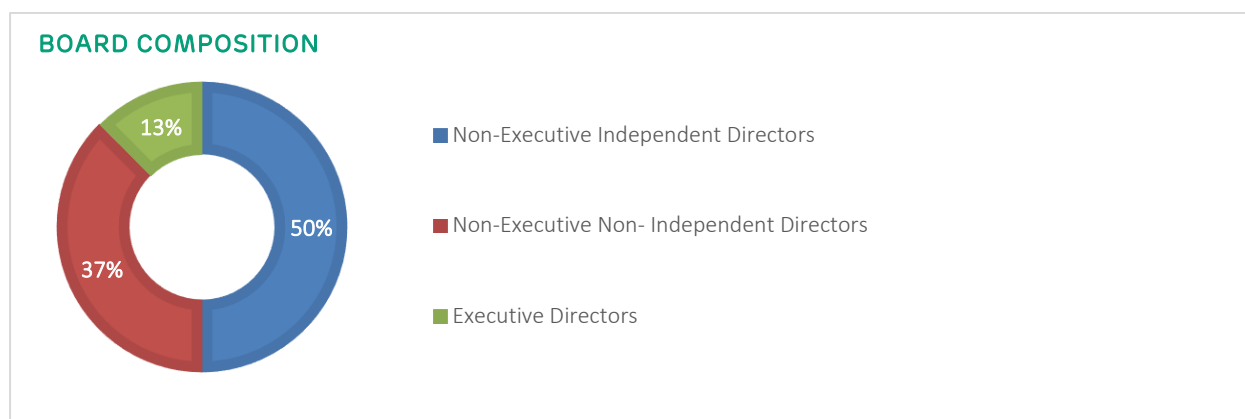 BOARD COMPOSITION
13%
Non-Executive Independent Directors
Non-Executive Non- Independent Directors
50%
37%
Executive Directors